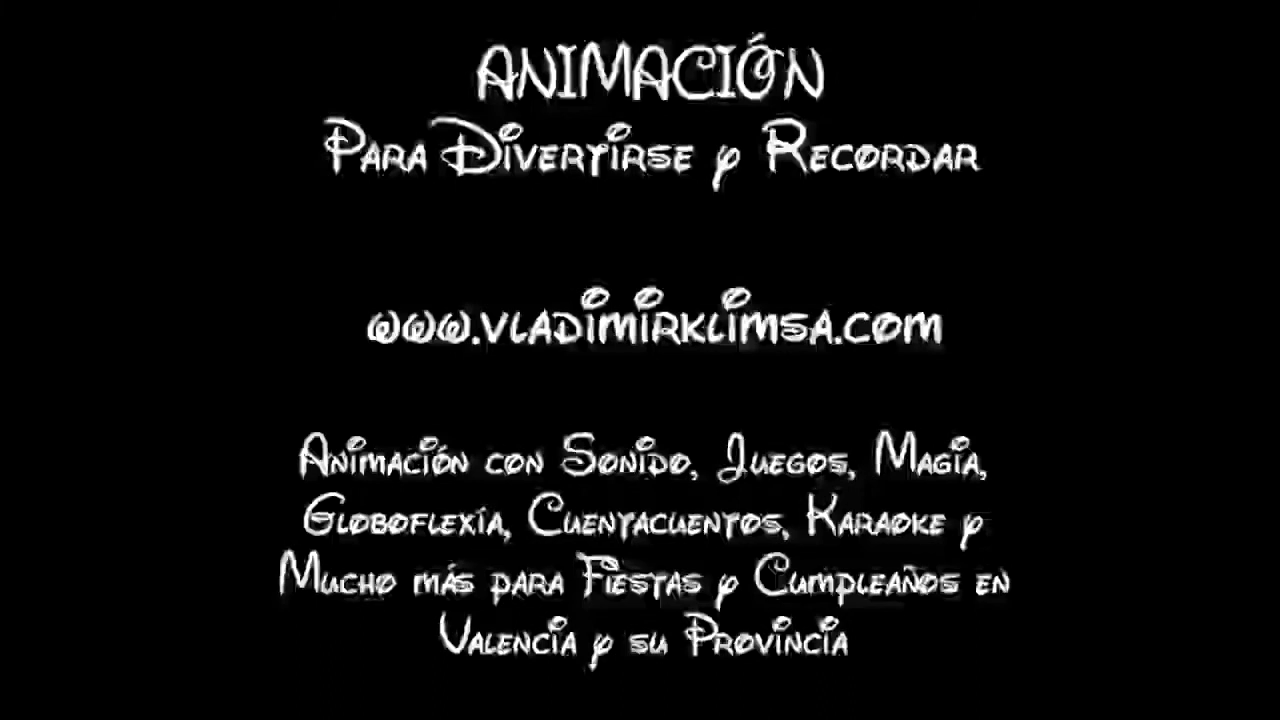 ANIMACIÓN
Para Divertirse y Recordar
www.vladimirklimsa.com
Animación con Sonido, Juegos, Magia,
Globoflexía, Cuentacuentos, Karaoke y
Mucho más para Fiestas y Cumpleaños en
Valencia y su Provincia